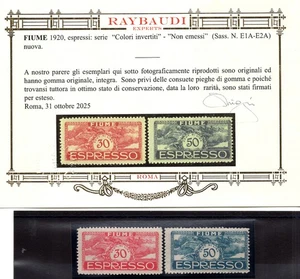 RAYBAUDI
EXPERTS
FIUME 1920, espressi: serie "Colori invertiti" - "Non emessi" (Sass. N. E1A-E2A)
nuova.
A nostro parere gli esemplari qui sotto fotograficamente riprodotti sono originali ed
hanno gomma originale, integra. Sono privi delle consuete pieghe di gomma e poiché
trovansi tuttora in ottimo stato di conservazione, data la loro rarità, sono stati firmati
per esteso.
Roma, 31 ottobre 2025
FIUME
30
ESPRESSO
FIUME
50
ESPRESSO
ROMA
FIUME
30
ESPRESSO
FIUME
50
ESPRESSO